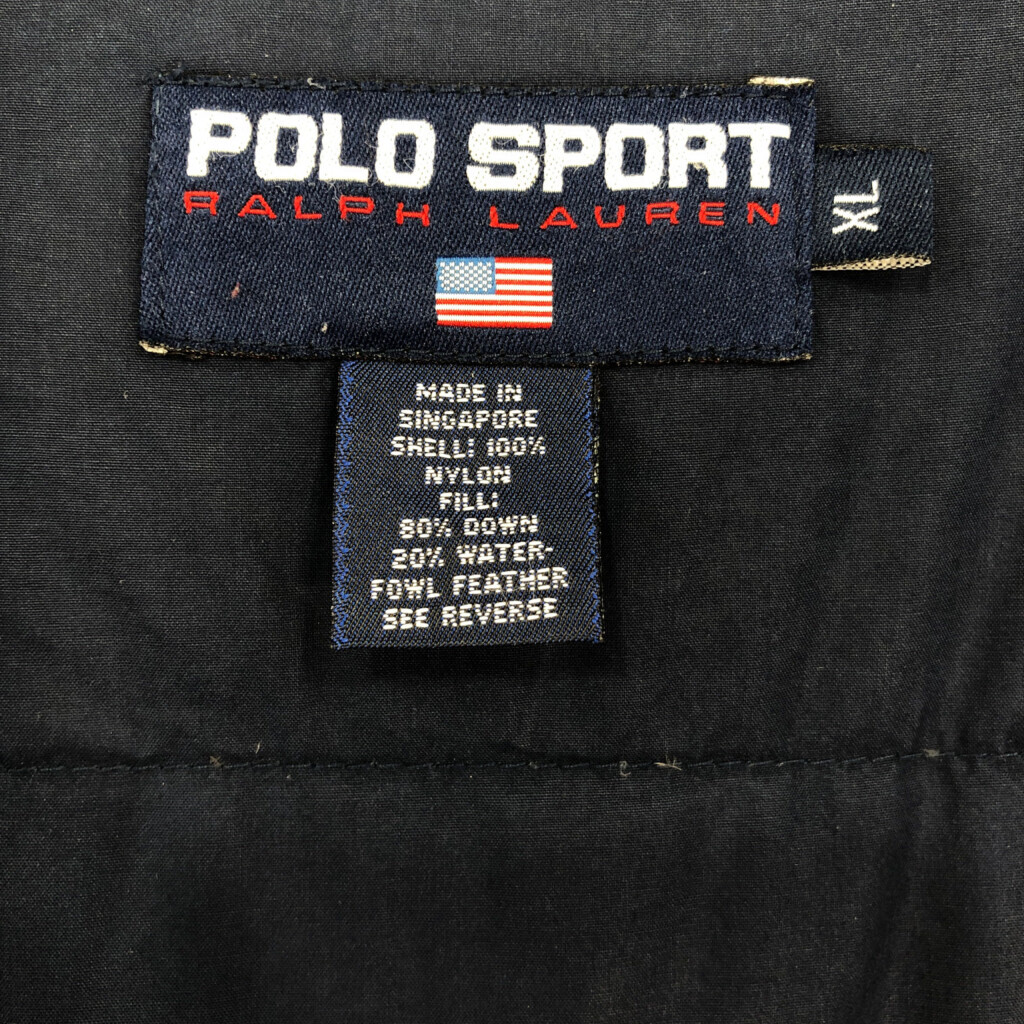 POLO SPORT
RALPH LAUREN
XL
MADE IN
SINGAPORE
SHELL: 100%
NYLON
FILL:
80% DOWN
20% WATER-
FOWL FEATHER
SEE REVERSE